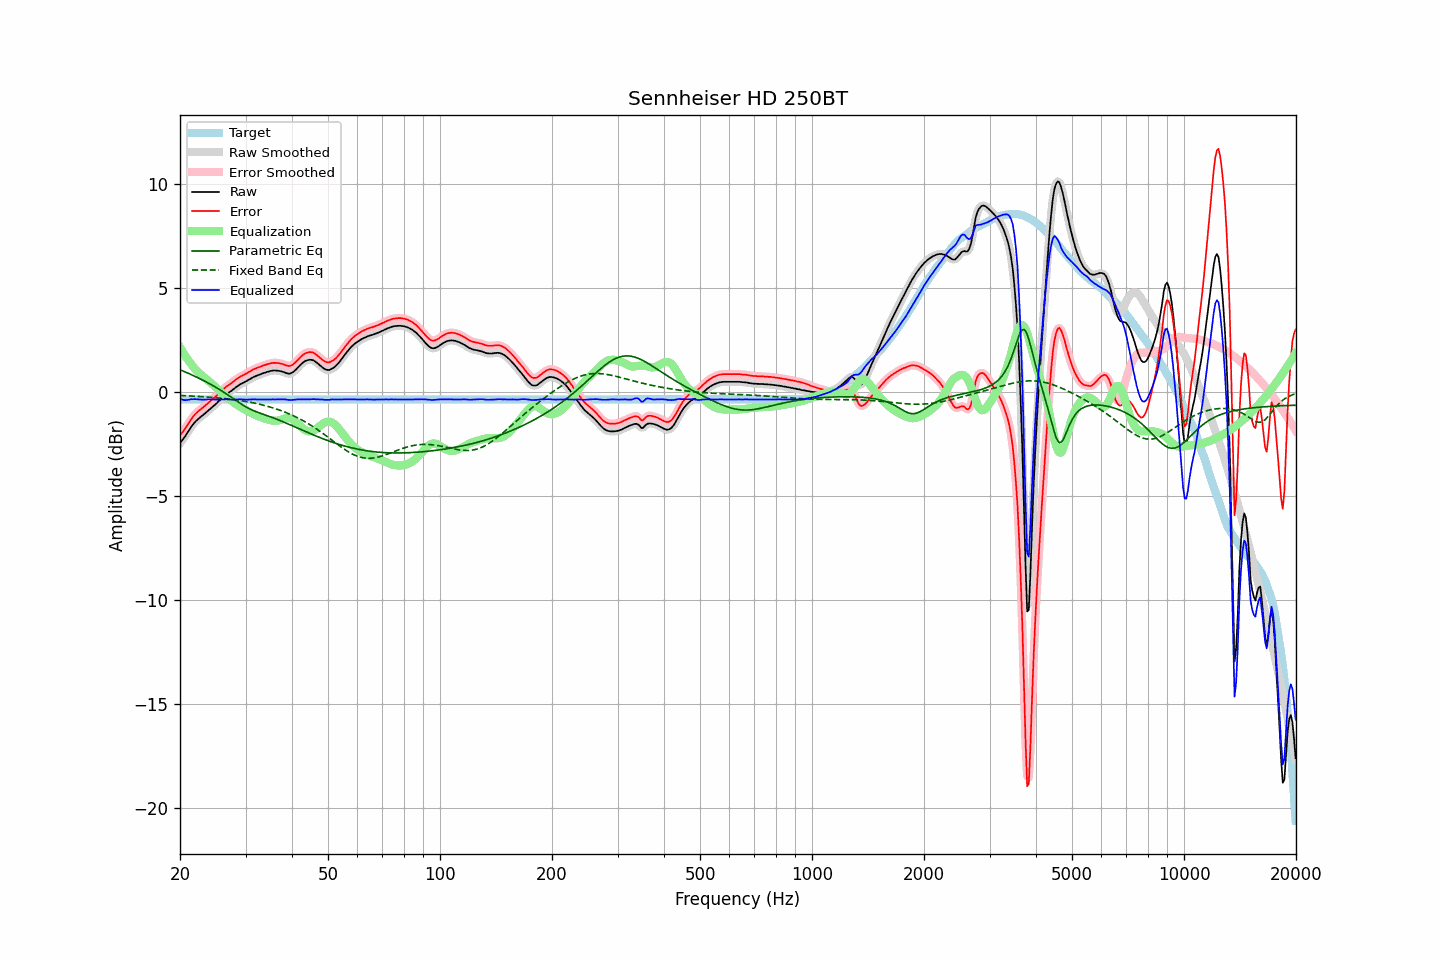 Sennheiser HD 250BT
Target
Raw Smoothed
Error Smoothed
Raw
Error
Equalization
Parametric Eq
Fixed Band Eq
Equalized
10
5
0
−5
−10
−15
−20
Amplitude (dBr)
20 50 100 200 500 1000 2000 5000 10000 20000
Frequency (Hz)